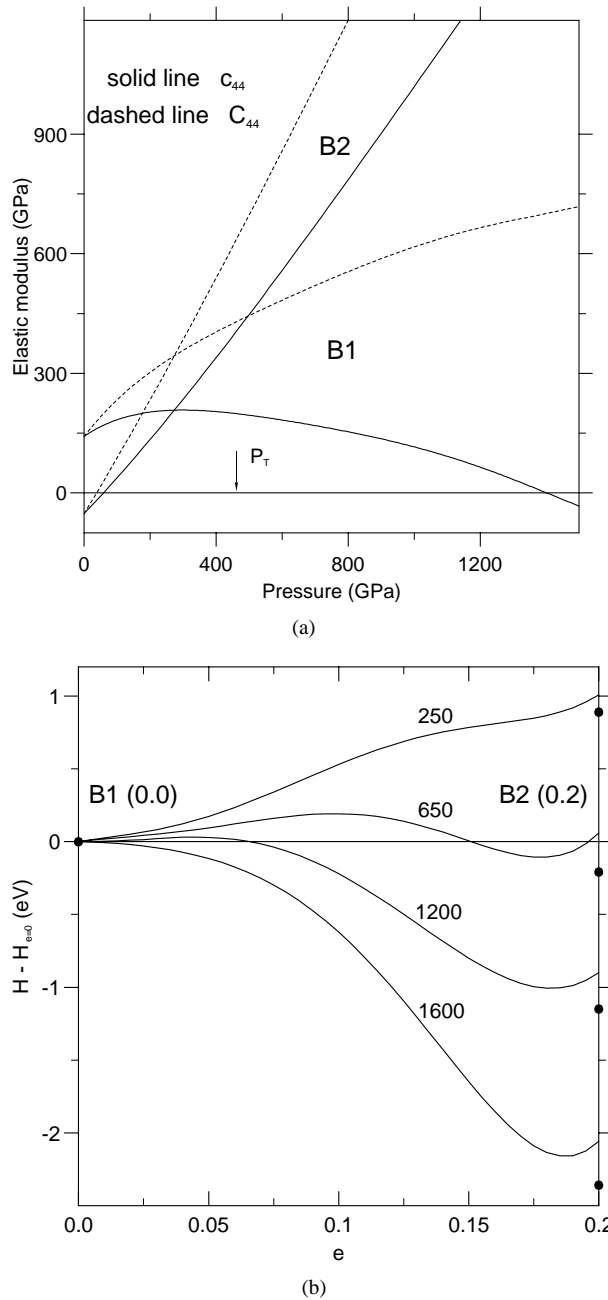 solid line c₄₄
dashed line C₄₄
B2
B1
P_T
900
600
300
0
Elastic modulus (GPa)
0 400 800 1200
Pressure (GPa)
(a)
1
0
-1
-2
H - H_{e=0} (eV)
250
B1 (0.0)
650
B2 (0.2)
1200
1600
0.0 0.05 0.1 0.15 0.2
e
(b)